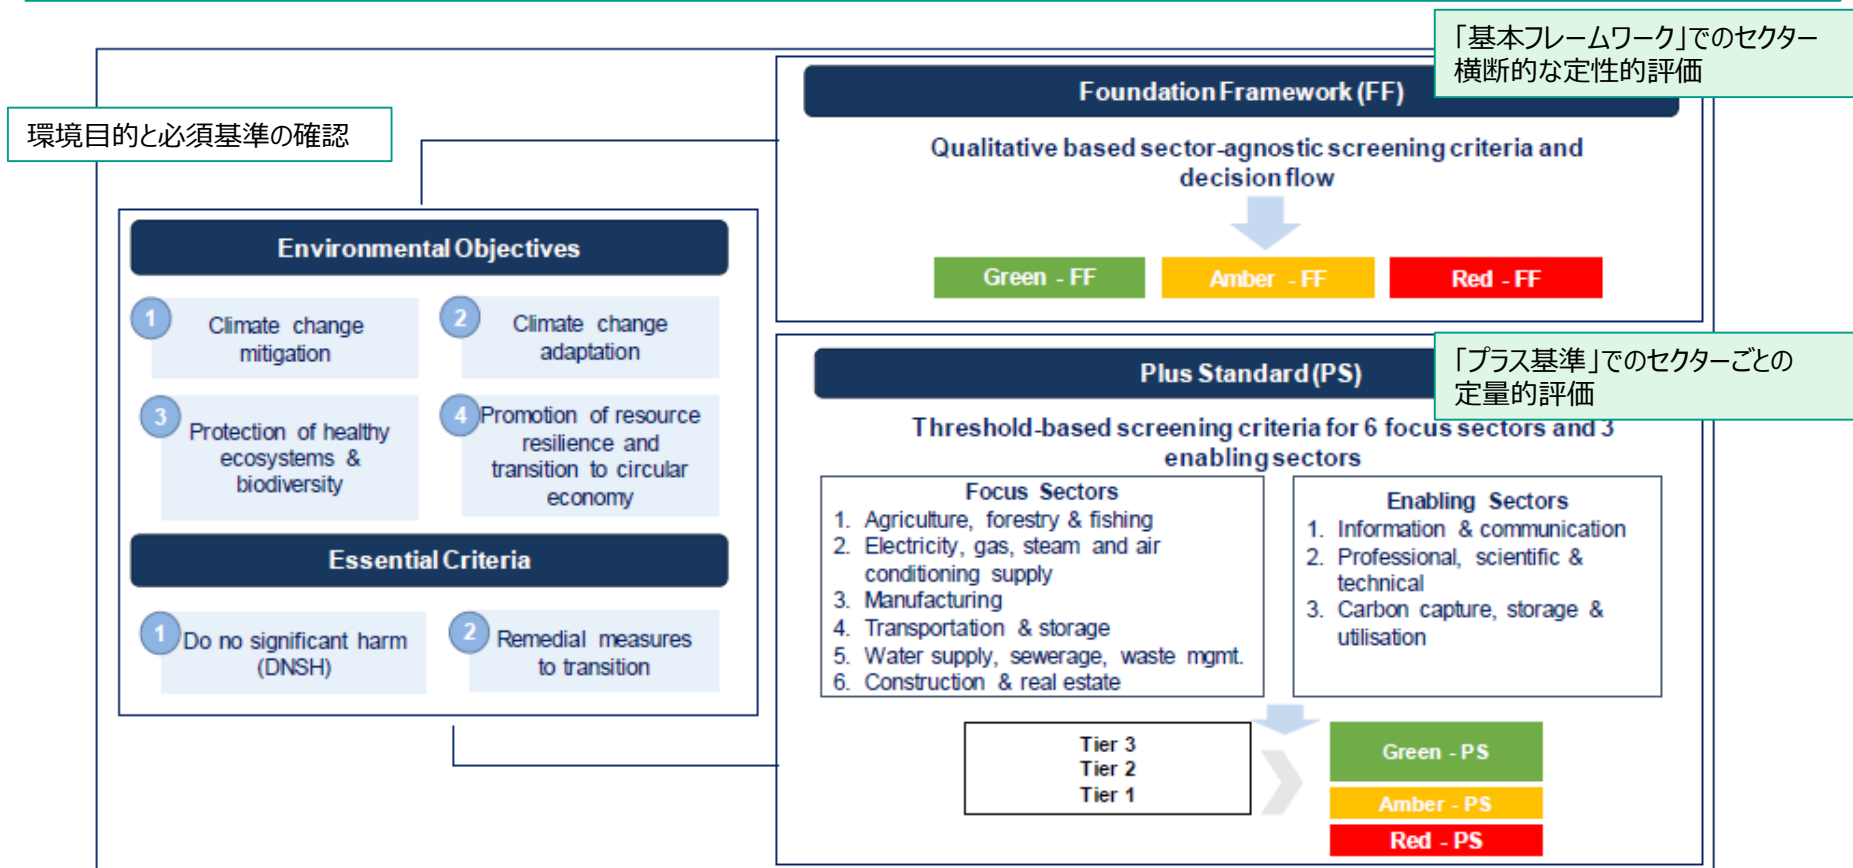 「基本フレームワーク」でのセクター
横断的な定性的評価
環境目的と必須基準の確認
Foundation Framework (FF)
Qualitative based sector-agnostic screening criteria and
decision flow
Green - FF
Amber - FF
Red - FF
Environmental Objectives
1
Climate change
mitigation
2
Climate change
adaptation
3
Protection of healthy
ecosystems &
biodiversity
4
Promotion of resource
resilience and
transition to circular
economy
Essential Criteria
1
Do no significant harm
(DNSH)
2
Remedial measures
to transition
「プラス基準」でのセクターごとの
定量的評価
Plus Standard (PS)
Threshold-based screening criteria for 6 focus sectors and 3
enabling sectors
Focus Sectors
1. Agriculture, forestry & fishing
2. Electricity, gas, steam and air
conditioning supply
3. Manufacturing
4. Transportation & storage
5. Water supply, sewerage, waste mgmt.
6. Construction & real estate
Enabling Sectors
1. Information & communication
2. Professional, scientific &
technical
3. Carbon capture, storage &
utilisation
Tier 3
Tier 2
Tier 1
Green - PS
Amber - PS
Red - PS